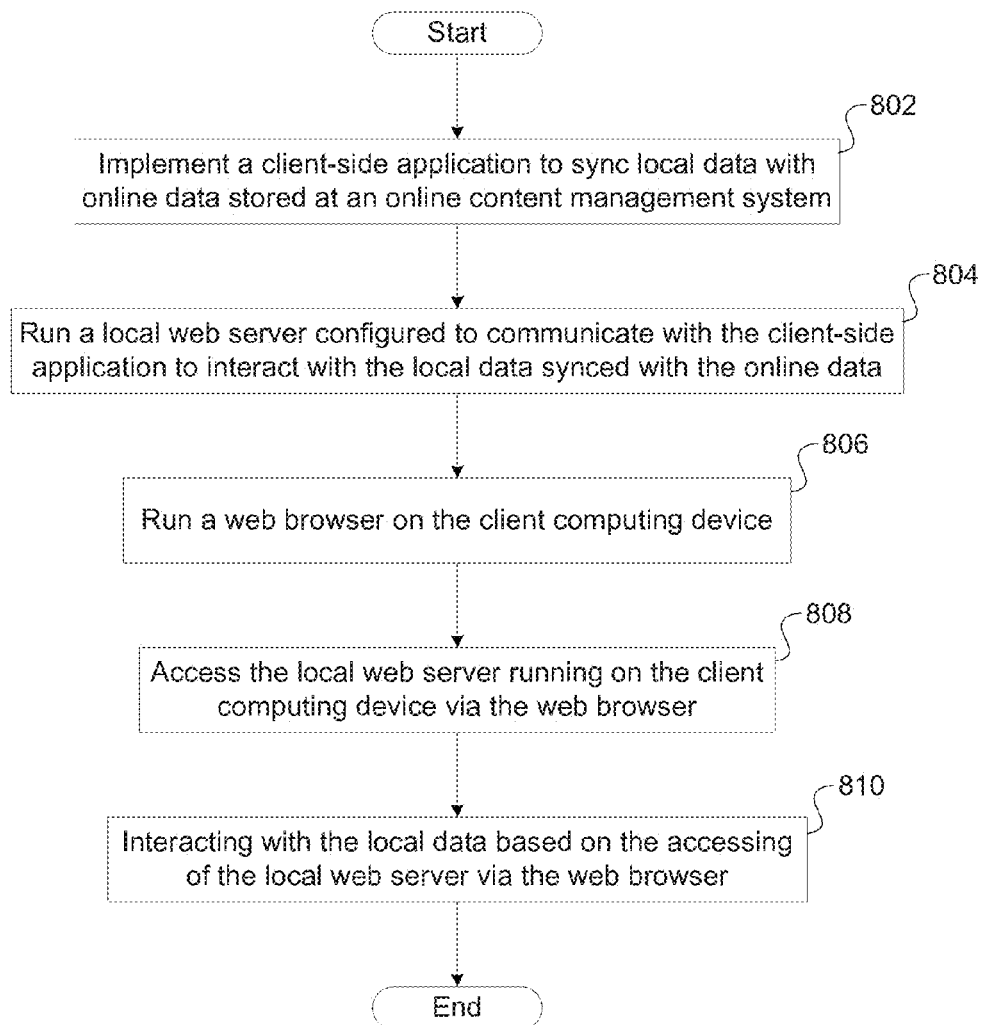 Start
802
Implement a client-side application to sync local data with
online data stored at an online content management system
804
Run a local web server configured to communicate with the client-side
application to interact with the local data synced with the online data
806
Run a web browser on the client computing device
808
Access the local web server running on the client
computing device via the web browser
810
Interacting with the local data based on the accessing
of the local web server via the web browser
End